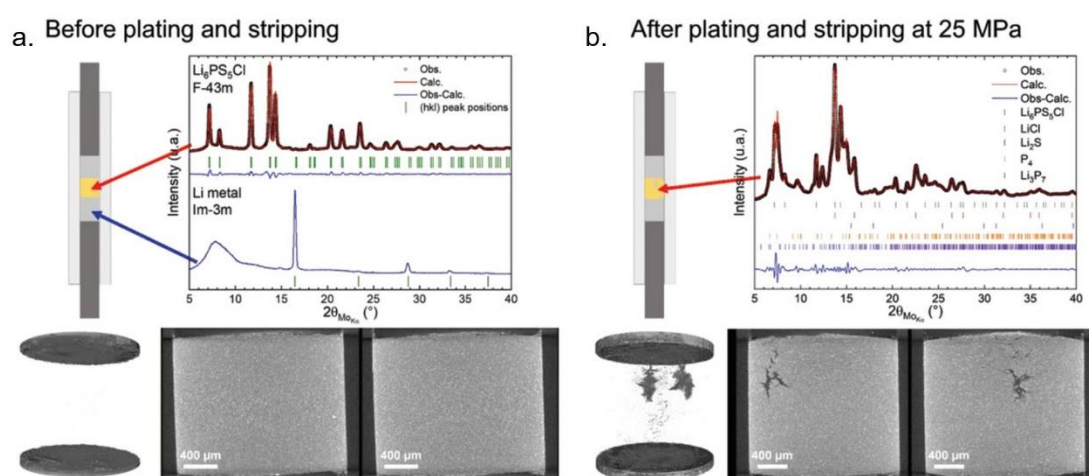 a. Before plating and stripping
Li₆PS₅Cl
F-43m
Obs.
Calc.
Obs-Calc.
(hkl) peak positions
Intensity (u.a.)
Li metal
Im-3m
5 10 15 20 25 30 35 40
2θMoKα (°)
400 μm
400 μm
b. After plating and stripping at 25 MPa
Obs.
Calc.
Obs-Calc.
Li₆PS₅Cl
LiCl
Li₂S
P₄
Li₃P₇
Intensity (u.a.)
5 10 15 20 25 30 35 40
2θMoKα (°)
400 μm
400 μm